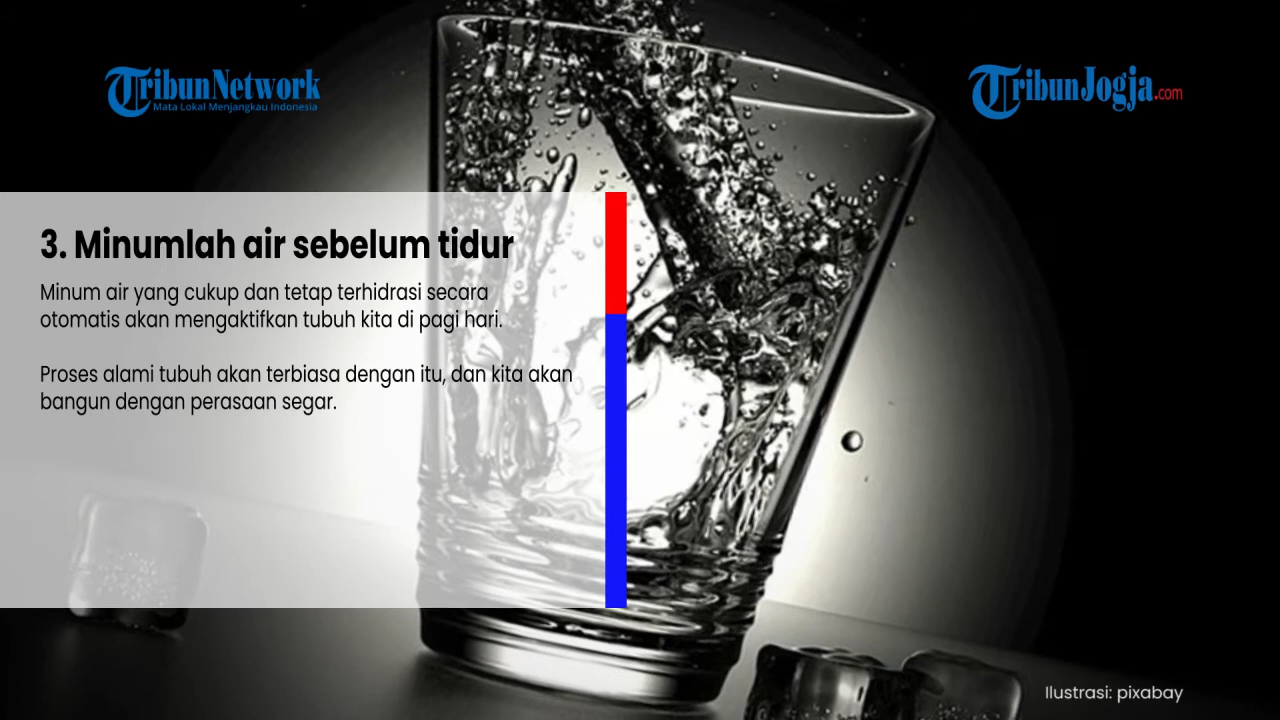 TribunNetwork
Mata Lokal Menjangkau Indonesia
TribunJogja.com
3. Minumlah air sebelum tidur
Minum air yang cukup dan tetap terhidrasi secara
otomatis akan mengaktifkan tubuh kita di pagi hari.
Proses alami tubuh akan terbiasa dengan itu, dan kita akan
bangun dengan perasaan segar.
Ilustrasi: pixabay